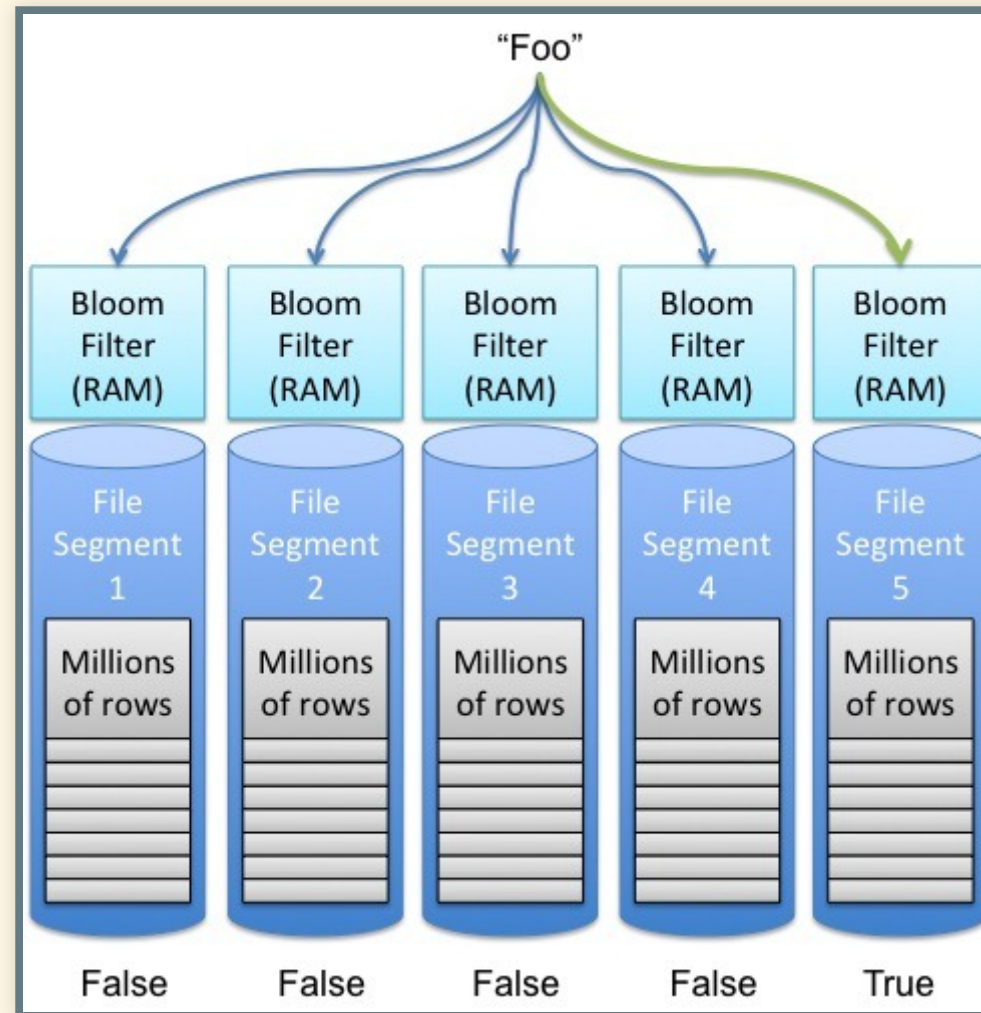 “Foo”
Bloom
Filter
(RAM)
Bloom
Filter
(RAM)
Bloom
Filter
(RAM)
Bloom
Filter
(RAM)
Bloom
Filter
(RAM)
File
Segment
1
File
Segment
2
File
Segment
3
File
Segment
4
File
Segment
5
Millions
of rows
Millions
of rows
Millions
of rows
Millions
of rows
Millions
of rows
False
False
False
False
True